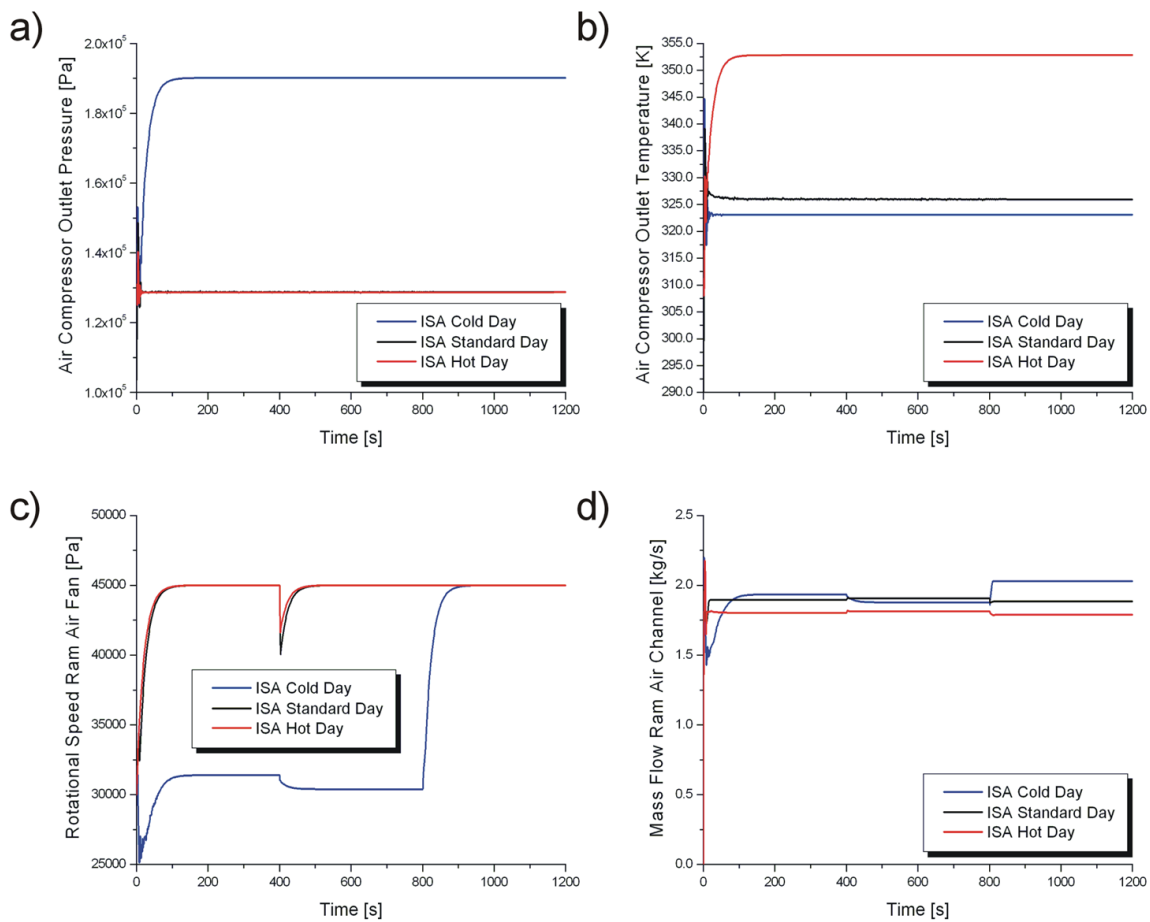 a)
Air Compressor Outlet Pressure [Pa]
2.0x10⁵
1.8x10⁵
1.6x10⁵
1.4x10⁵
1.2x10⁵
1.0x10⁵
ISA Cold Day
ISA Standard Day
ISA Hot Day
0 200 400 600 800 1000 1200
Time [s]
b)
Air Compressor Outlet Temperature [K]
355.0
350.0
345.0
340.0
335.0
330.0
325.0
320.0
315.0
310.0
305.0
300.0
295.0
290.0
ISA Cold Day
ISA Standard Day
ISA Hot Day
0 200 400 600 800 1000 1200
Time [s]
c)
Rotational Speed Ram Air Fan [Pa]
50000
45000
40000
35000
30000
25000
ISA Cold Day
ISA Standard Day
ISA Hot Day
0 200 400 600 800 1000 1200
Time [s]
d)
Mass Flow Ram Air Channel [kg/s]
2.5
2.0
1.5
1.0
0.5
0.0
ISA Cold Day
ISA Standard Day
ISA Hot Day
0 200 400 600 800 1000 1200
Time [s]